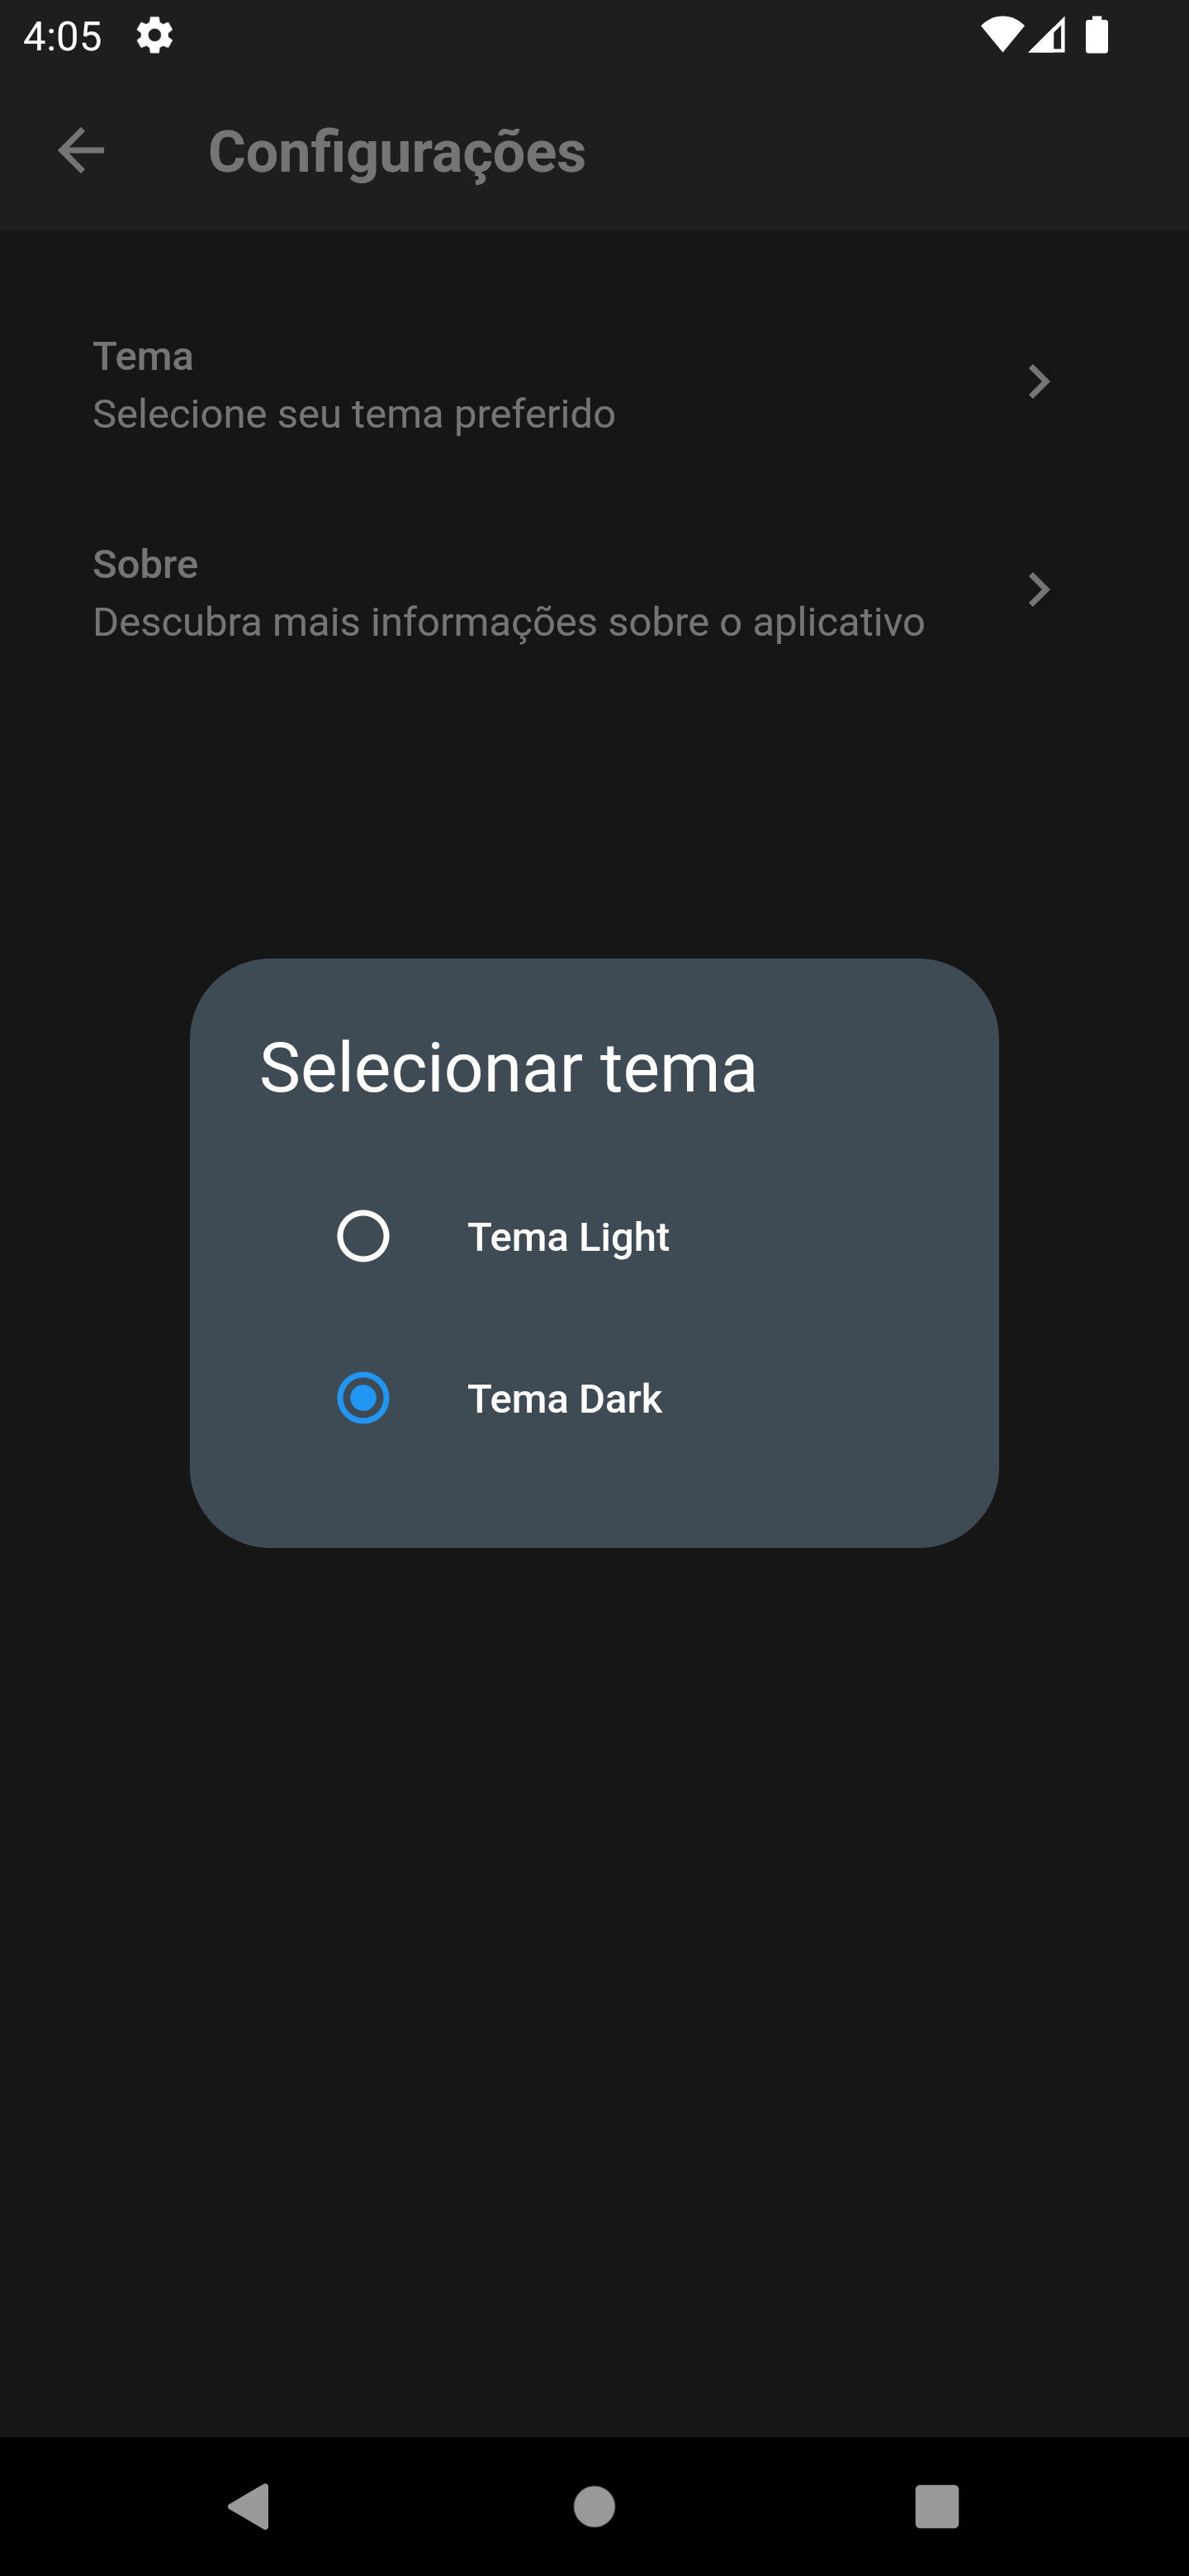 4:05
Configurações
Tema
Selecione seu tema preferido
Sobre
Descubra mais informações sobre o aplicativo
Selecionar tema
Tema Light
Tema Dark